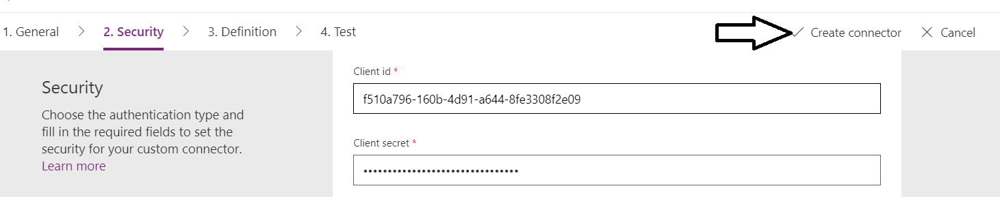 1. General > 2. Security > 3. Definition > 4. Test Create connector Cancel
Security
Choose the authentication type and
fill in the required fields to set the
security for your custom connector.
Learn more
Client id *
f510a796-160b-4d91-a644-8fe3308f2e09
Client secret *
••••••••••••••••••••••••••••••••